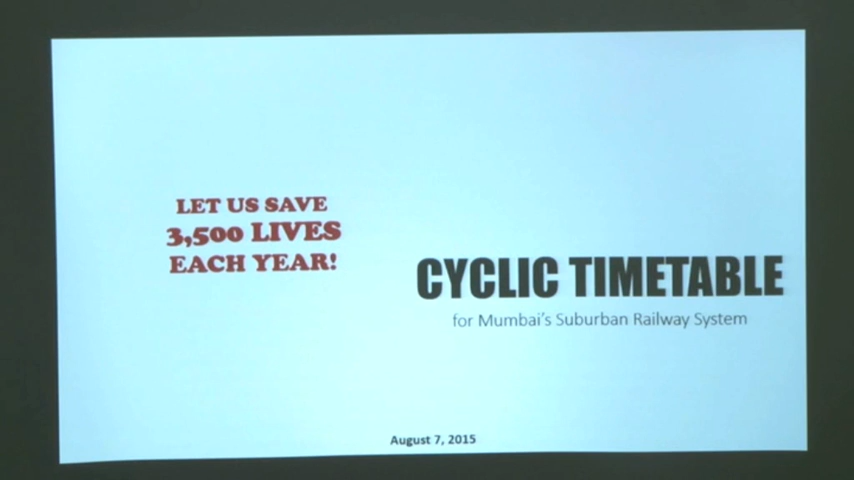 LET US SAVE
3,500 LIVES
EACH YEAR!
CYCLIC TIMETABLE
for Mumbai's Suburban Railway System
August 7, 2015